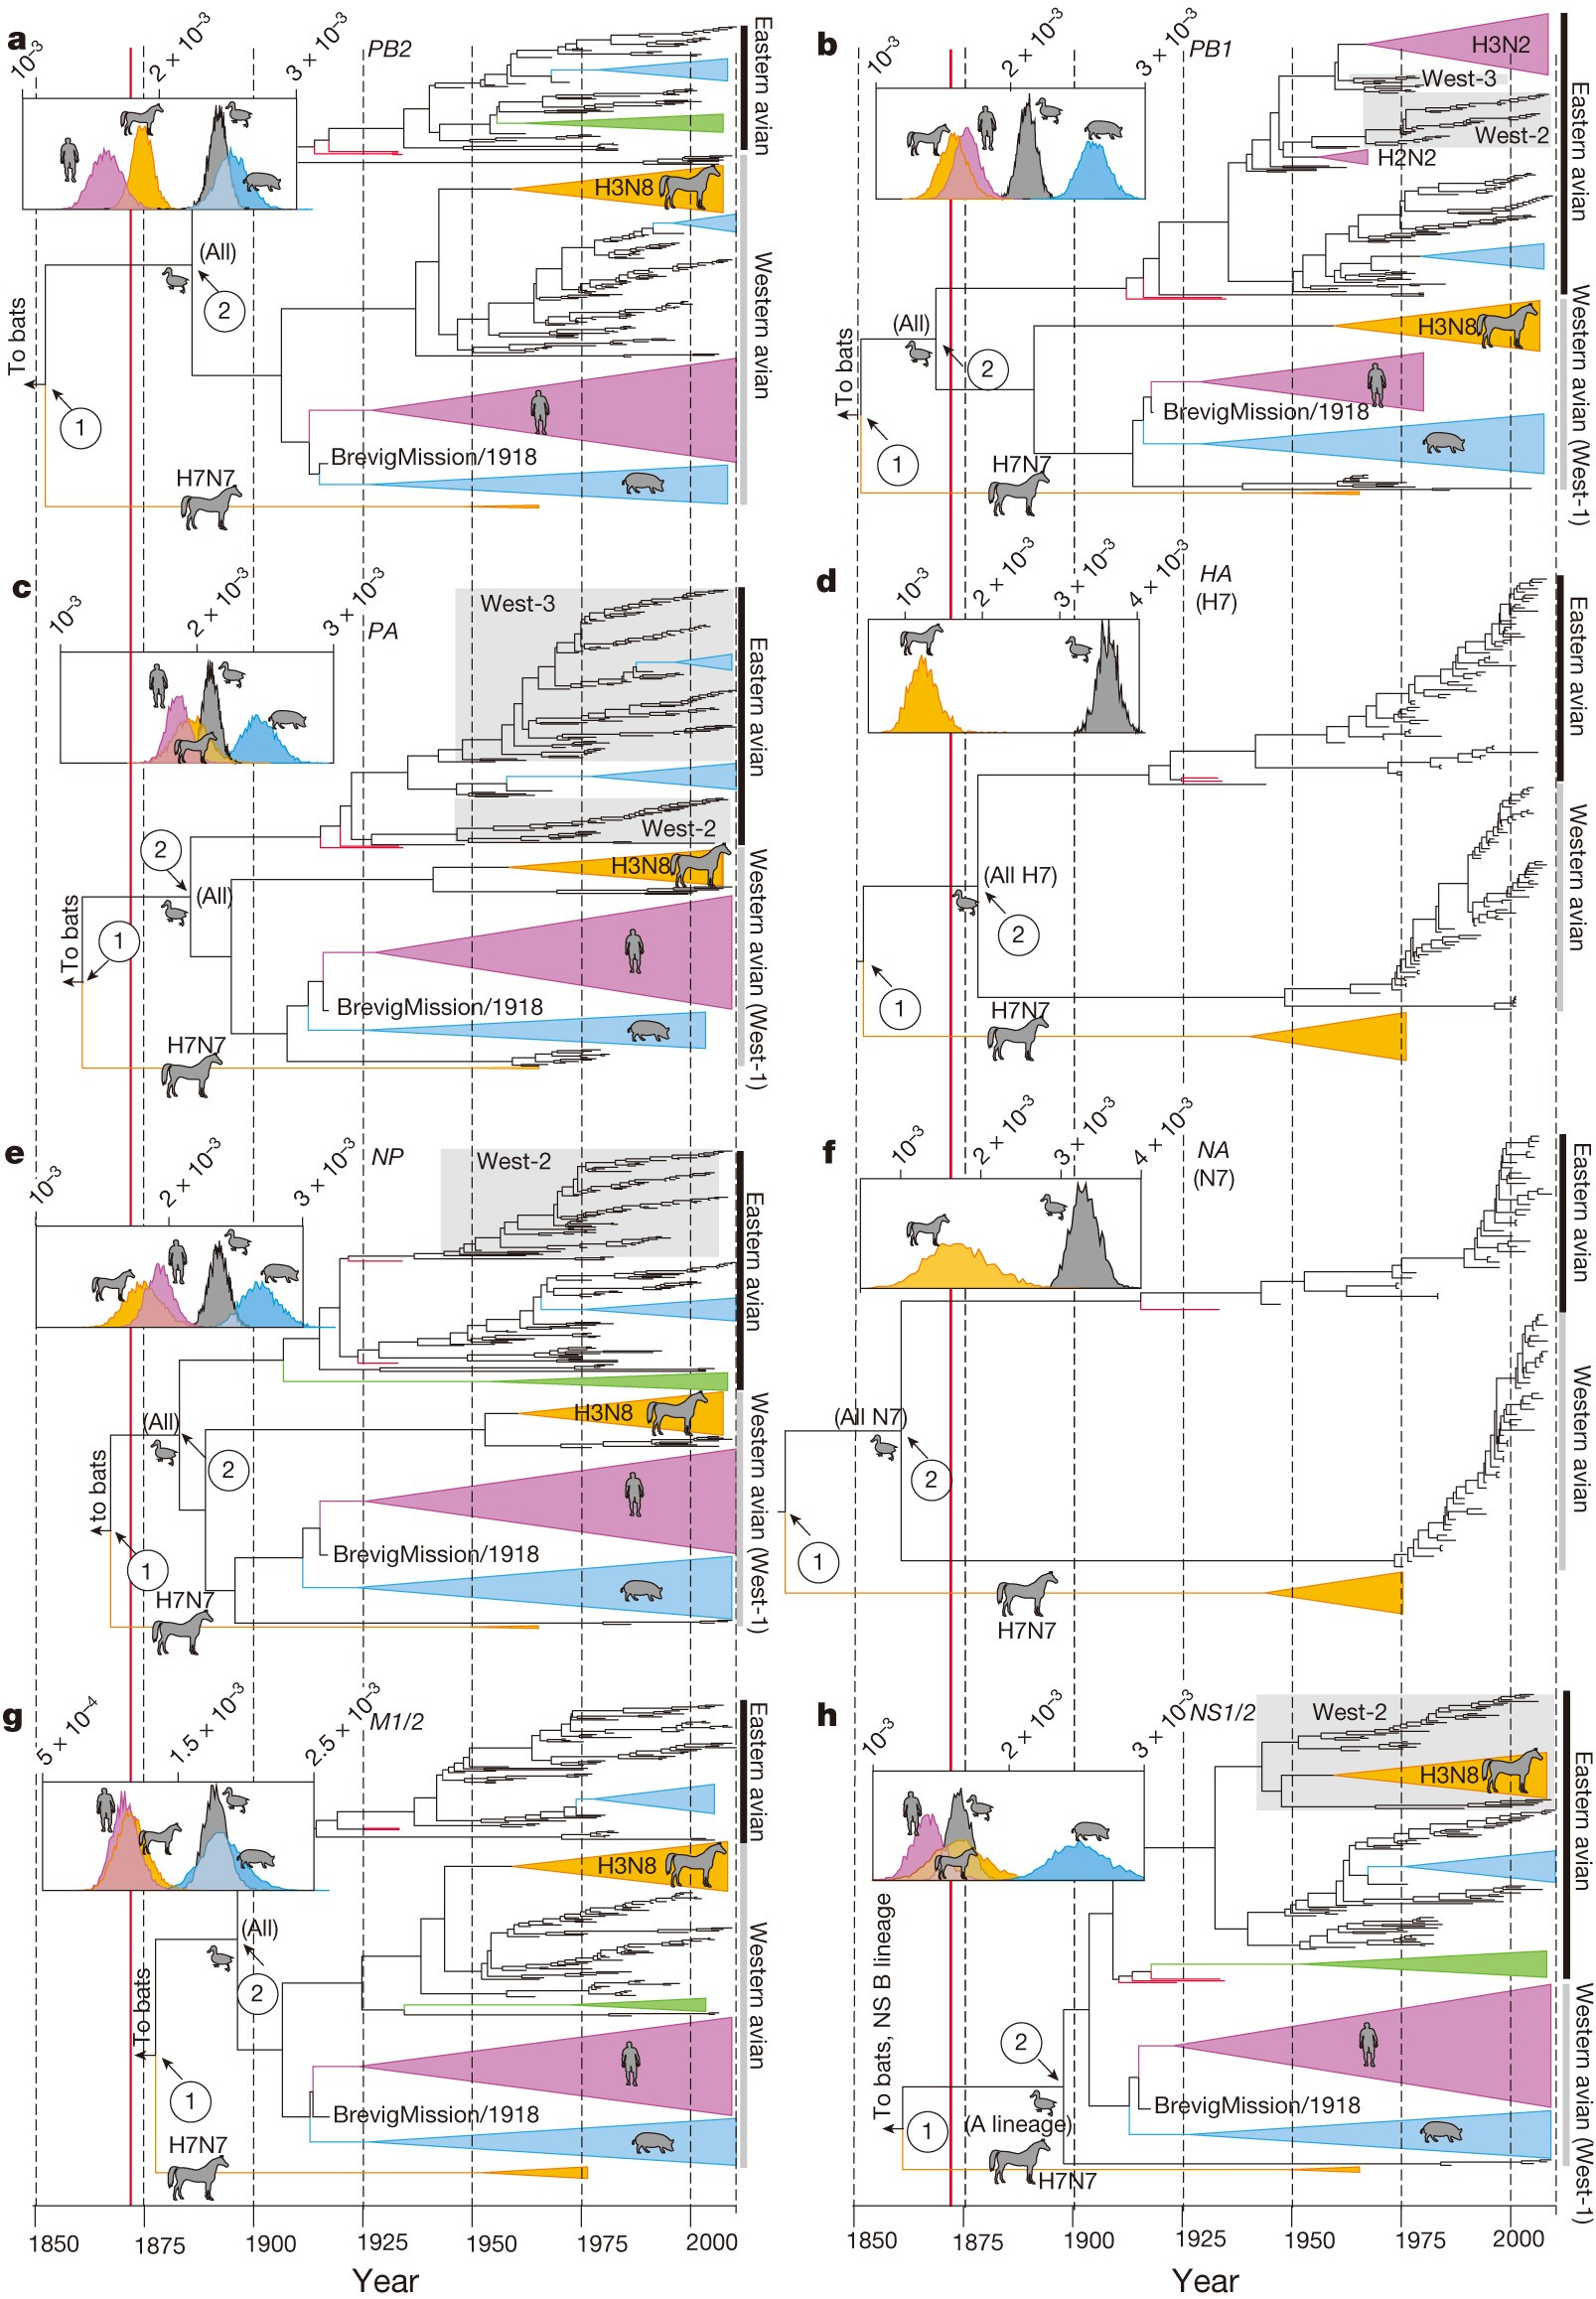 a
10⁻³
2 × 10⁻³
3 × 10⁻³
PB2
(All)
2
To bats
1
H3N8
BrevigMission/1918
H7N7
Eastern avian
Western avian
b
10⁻³
2 × 10⁻³
3 × 10⁻³
PB1
H3N2
West-3
West-2
H2N2
(All)
2
To bats
1
H3N8
BrevigMission/1918
H7N7
Eastern avian
Western avian (West-1)
c
10⁻³
2 × 10⁻³
3 × 10⁻³
PA
West-3
West-2
2
(All)
To bats
1
H3N8
BrevigMission/1918
H7N7
Eastern avian
Western avian (West-1)
d
10⁻³
2 × 10⁻³
3 × 10⁻³
4 × 10⁻³
HA
(H7)
(All H7)
2
1
H7N7
Eastern avian
Western avian
e
10⁻³
2 × 10⁻³
3 × 10⁻³
NP
West-2
(All)
2
to bats
1
H3N8
BrevigMission/1918
H7N7
Eastern avian
Western avian (West-1)
f
10⁻³
2 × 10⁻³
3 × 10⁻³
4 × 10⁻³
NA
(N7)
(All N7)
2
1
H7N7
Eastern avian
Western avian
g
5 × 10⁻⁴
1.5 × 10⁻³
2.5 × 10⁻³
M1/2
H3N8
(All)
2
To bats
1
BrevigMission/1918
H7N7
Eastern avian
Western avian
1850
1875
1900
1925
1950
1975
2000
Year
h
10⁻³
2 × 10⁻³
3 × 10⁻³
NS1/2
West-2
H3N8
To bats, NS B lineage
2
1
(A lineage)
BrevigMission/1918
H7N7
Eastern avian
Western avian (West-1)
1850
1875
1900
1925
1950
1975
2000
Year